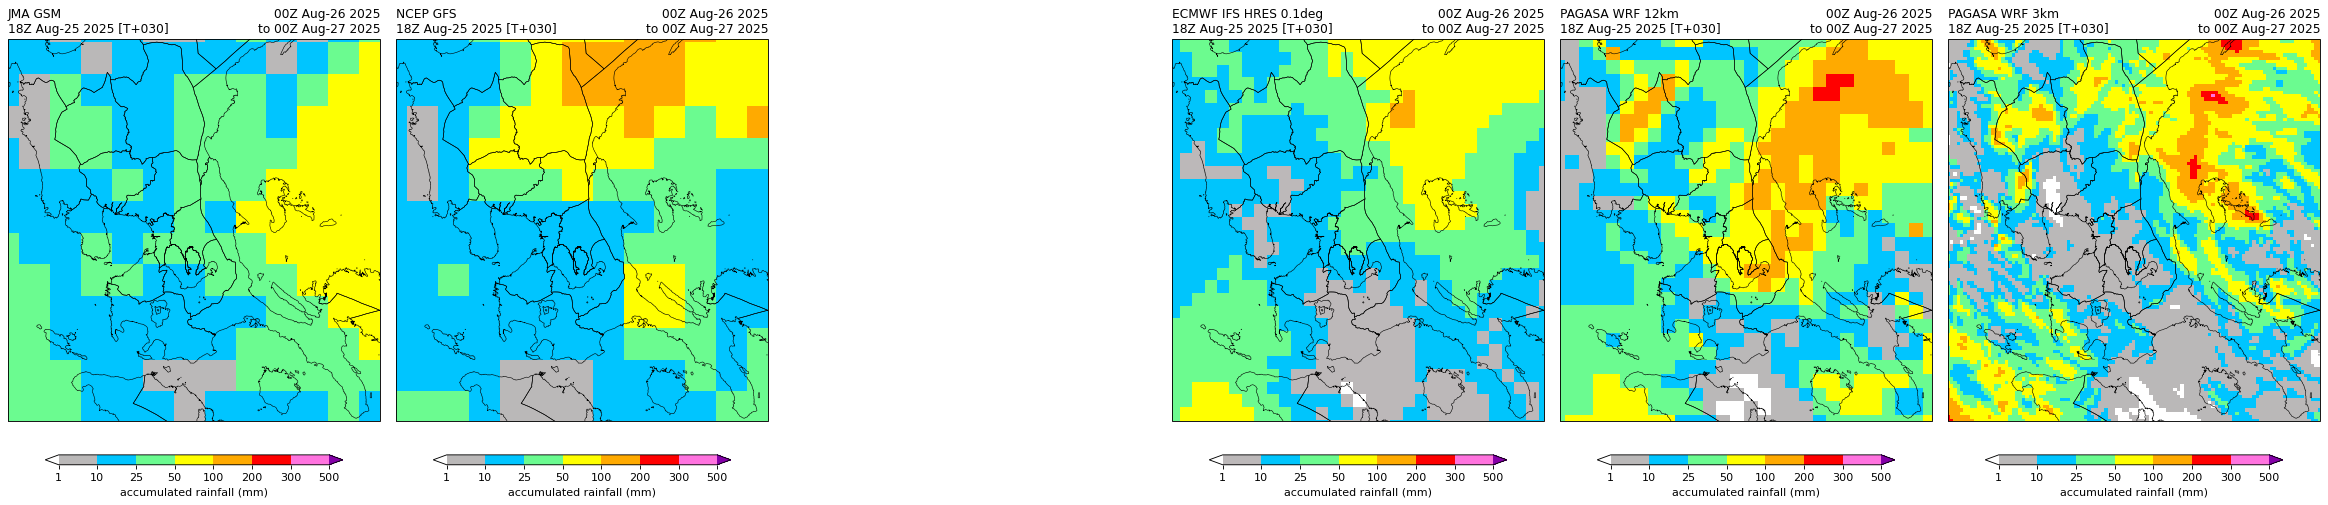 JMA GSM
00Z Aug-26 2025
18Z Aug-25 2025 [T+030]
to 00Z Aug-27 2025
1 10 25 50 100 200 300 500
accumulated rainfall (mm)
NCEP GFS
00Z Aug-26 2025
18Z Aug-25 2025 [T+030]
to 00Z Aug-27 2025
1 10 25 50 100 200 300 500
accumulated rainfall (mm)
ECMWF IFS HRES 0.1deg
00Z Aug-26 2025
18Z Aug-25 2025 [T+030]
to 00Z Aug-27 2025
1 10 25 50 100 200 300 500
accumulated rainfall (mm)
PAGASA WRF 12km
00Z Aug-26 2025
18Z Aug-25 2025 [T+030]
to 00Z Aug-27 2025
1 10 25 50 100 200 300 500
accumulated rainfall (mm)
PAGASA WRF 3km
00Z Aug-26 2025
18Z Aug-25 2025 [T+030]
to 00Z Aug-27 2025
1 10 25 50 100 200 300 500
accumulated rainfall (mm)